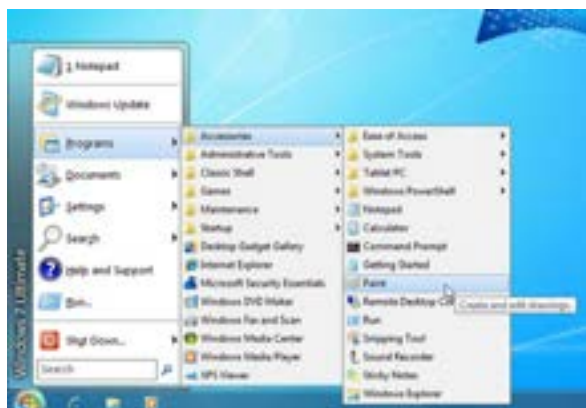 1 Notepad
Windows Update
Programs
Documents
Settings
Search
Help and Support
Run...
Shut Down...
Search
Windows 7 Ultimate
Accessories
Administrative Tools
Classic Shell
Games
Maintenance
Startup
Desktop Gadget Gallery
Internet Explorer
Microsoft Security Essentials
Windows DVD Maker
Windows Fax and Scan
Windows Media Center
Windows Media Player
XPS Viewer
Ease of Access
System Tools
Tablet PC
Windows PowerShell
Notepad
Calculator
Command Prompt
Getting Started
Paint
Remote Desktop C
Create and edit drawings.
Run
Snipping Tool
Sound Recorder
Sticky Notes
Windows Explorer